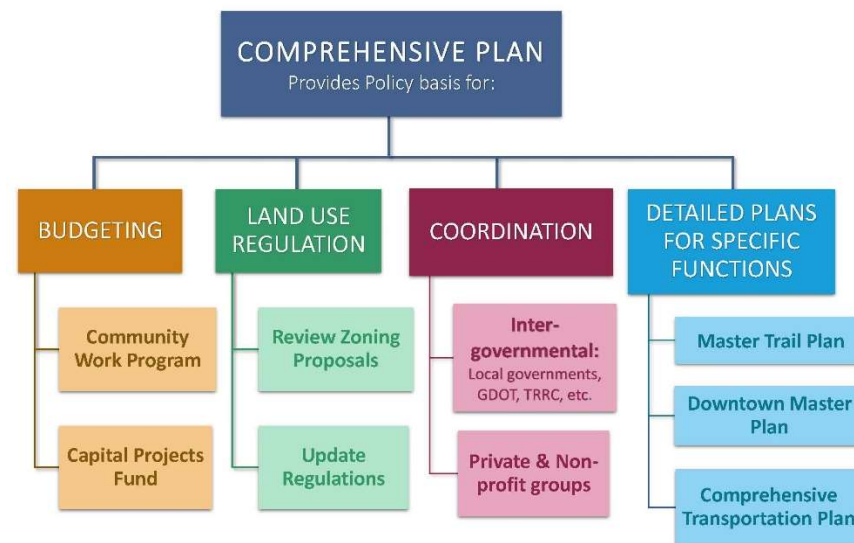 COMPREHENSIVE PLAN
Provides Policy basis for:
BUDGETING
Community
Work Program
Capital Projects
Fund
LAND USE
REGULATION
Review Zoning
Proposals
Update
Regulations
COORDINATION
Inter-
governmental:
Local governments,
GDOT, TRRC, etc.
Private & Non-
profit groups
DETAILED PLANS
FOR SPECIFIC
FUNCTIONS
Master Trail Plan
Downtown Master
Plan
Comprehensive
Transportation Plan